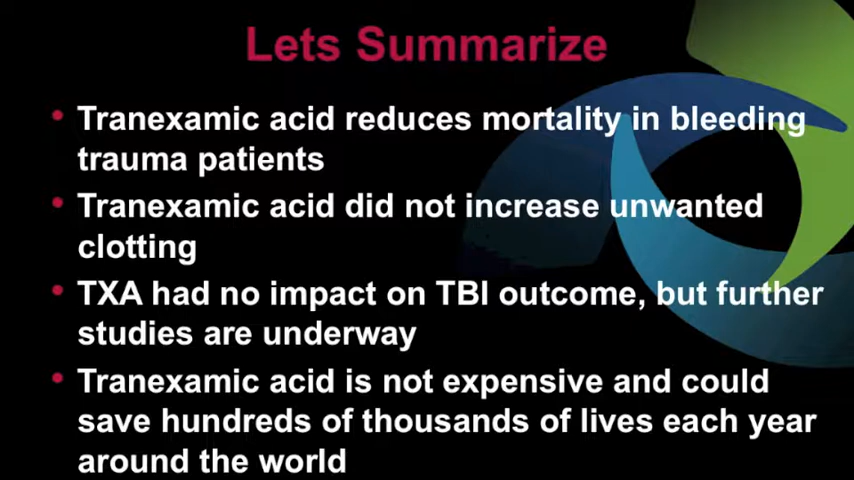 Lets Summarize
• Tranexamic acid reduces mortality in bleeding
trauma patients
• Tranexamic acid did not increase unwanted
clotting
• TXA had no impact on TBI outcome, but further
studies are underway
• Tranexamic acid is not expensive and could
save hundreds of thousands of lives each year
around the world